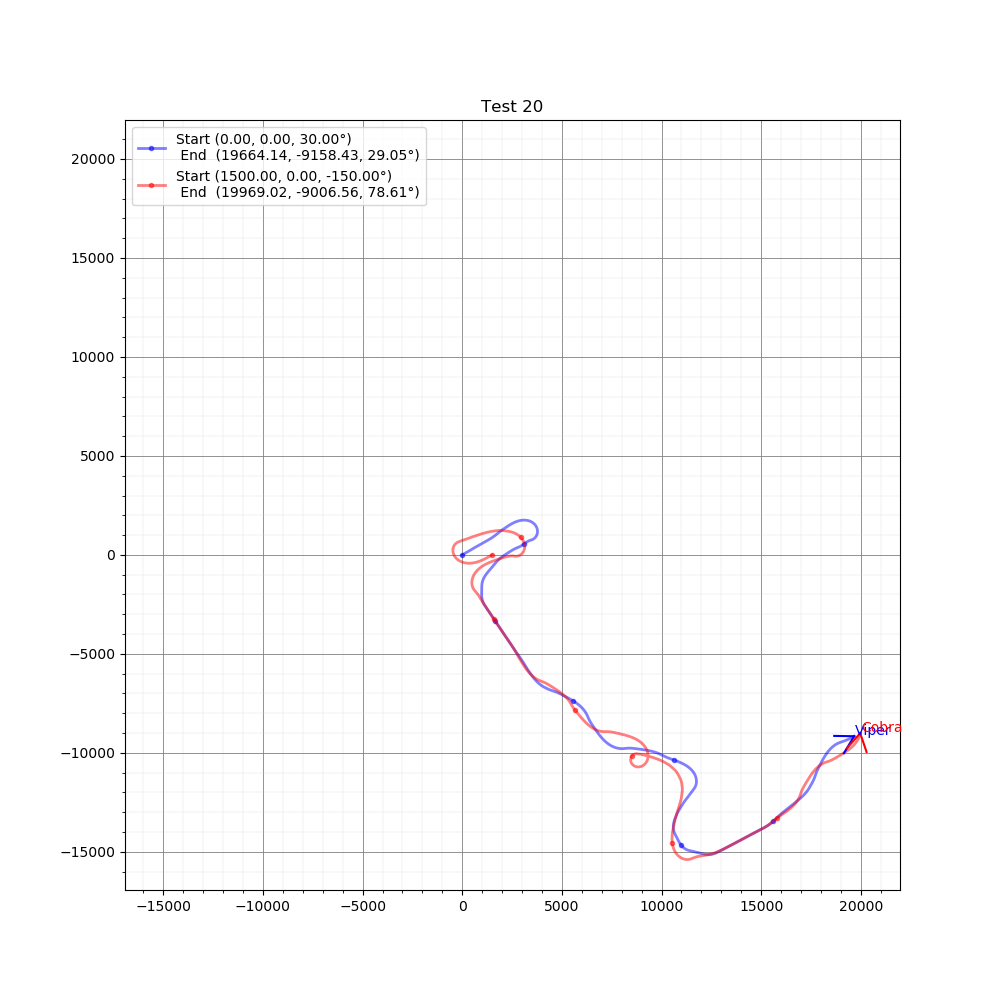 Test 20
Start (0.00, 0.00, 30.00°)
End (19664.14, -9158.43, 29.05°)
Start (1500.00, 0.00, -150.00°)
End (19969.02, -9006.56, 78.61°)
20000
15000
10000
5000
0
−5000
−10000
−15000
Cobra
Viper
−15000 −10000 −5000 0 5000 10000 15000 20000